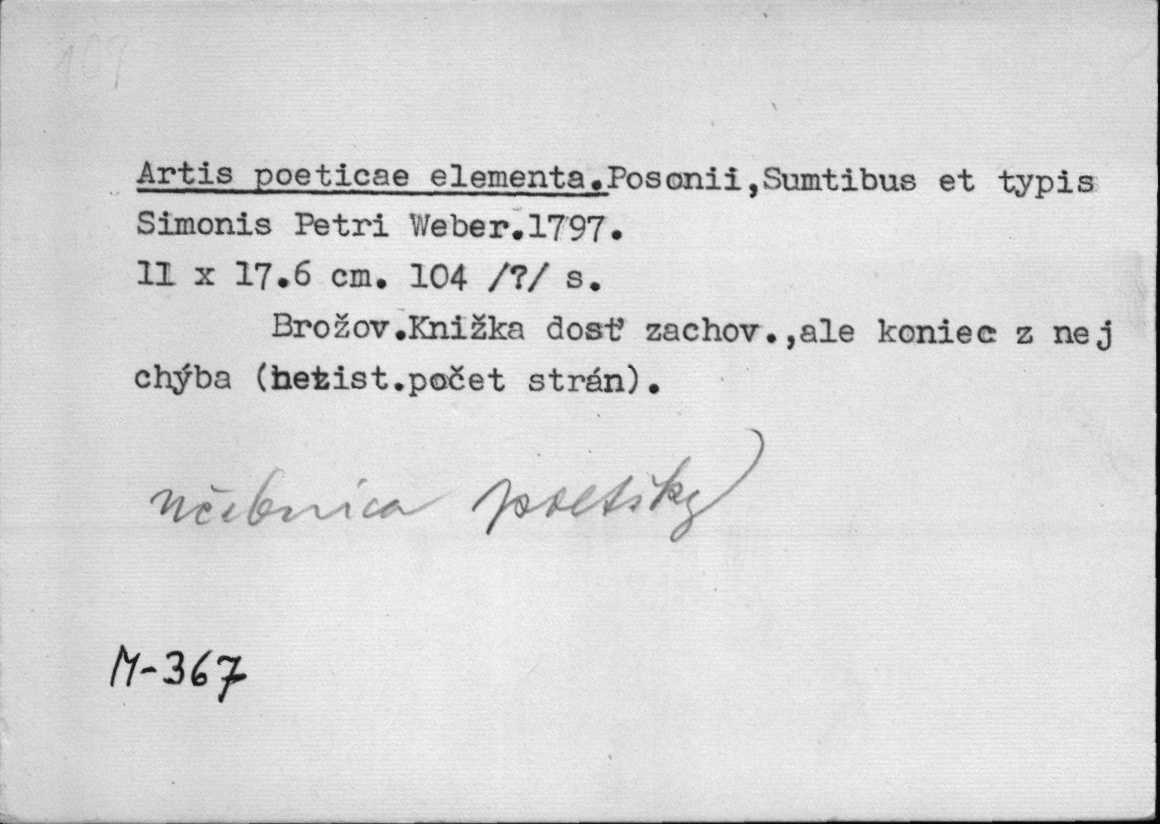 109
Artis poeticae elementa.Posonii,Sumtibus et typis
Simonis Petri Weber.1797.
11 x 17.6 cm. 104 /?/ s.
Brožov.Knižka dosť zachov.,ale koniec z nej
chýba (nezist.počet strán).
učebnica poetiky
M-367